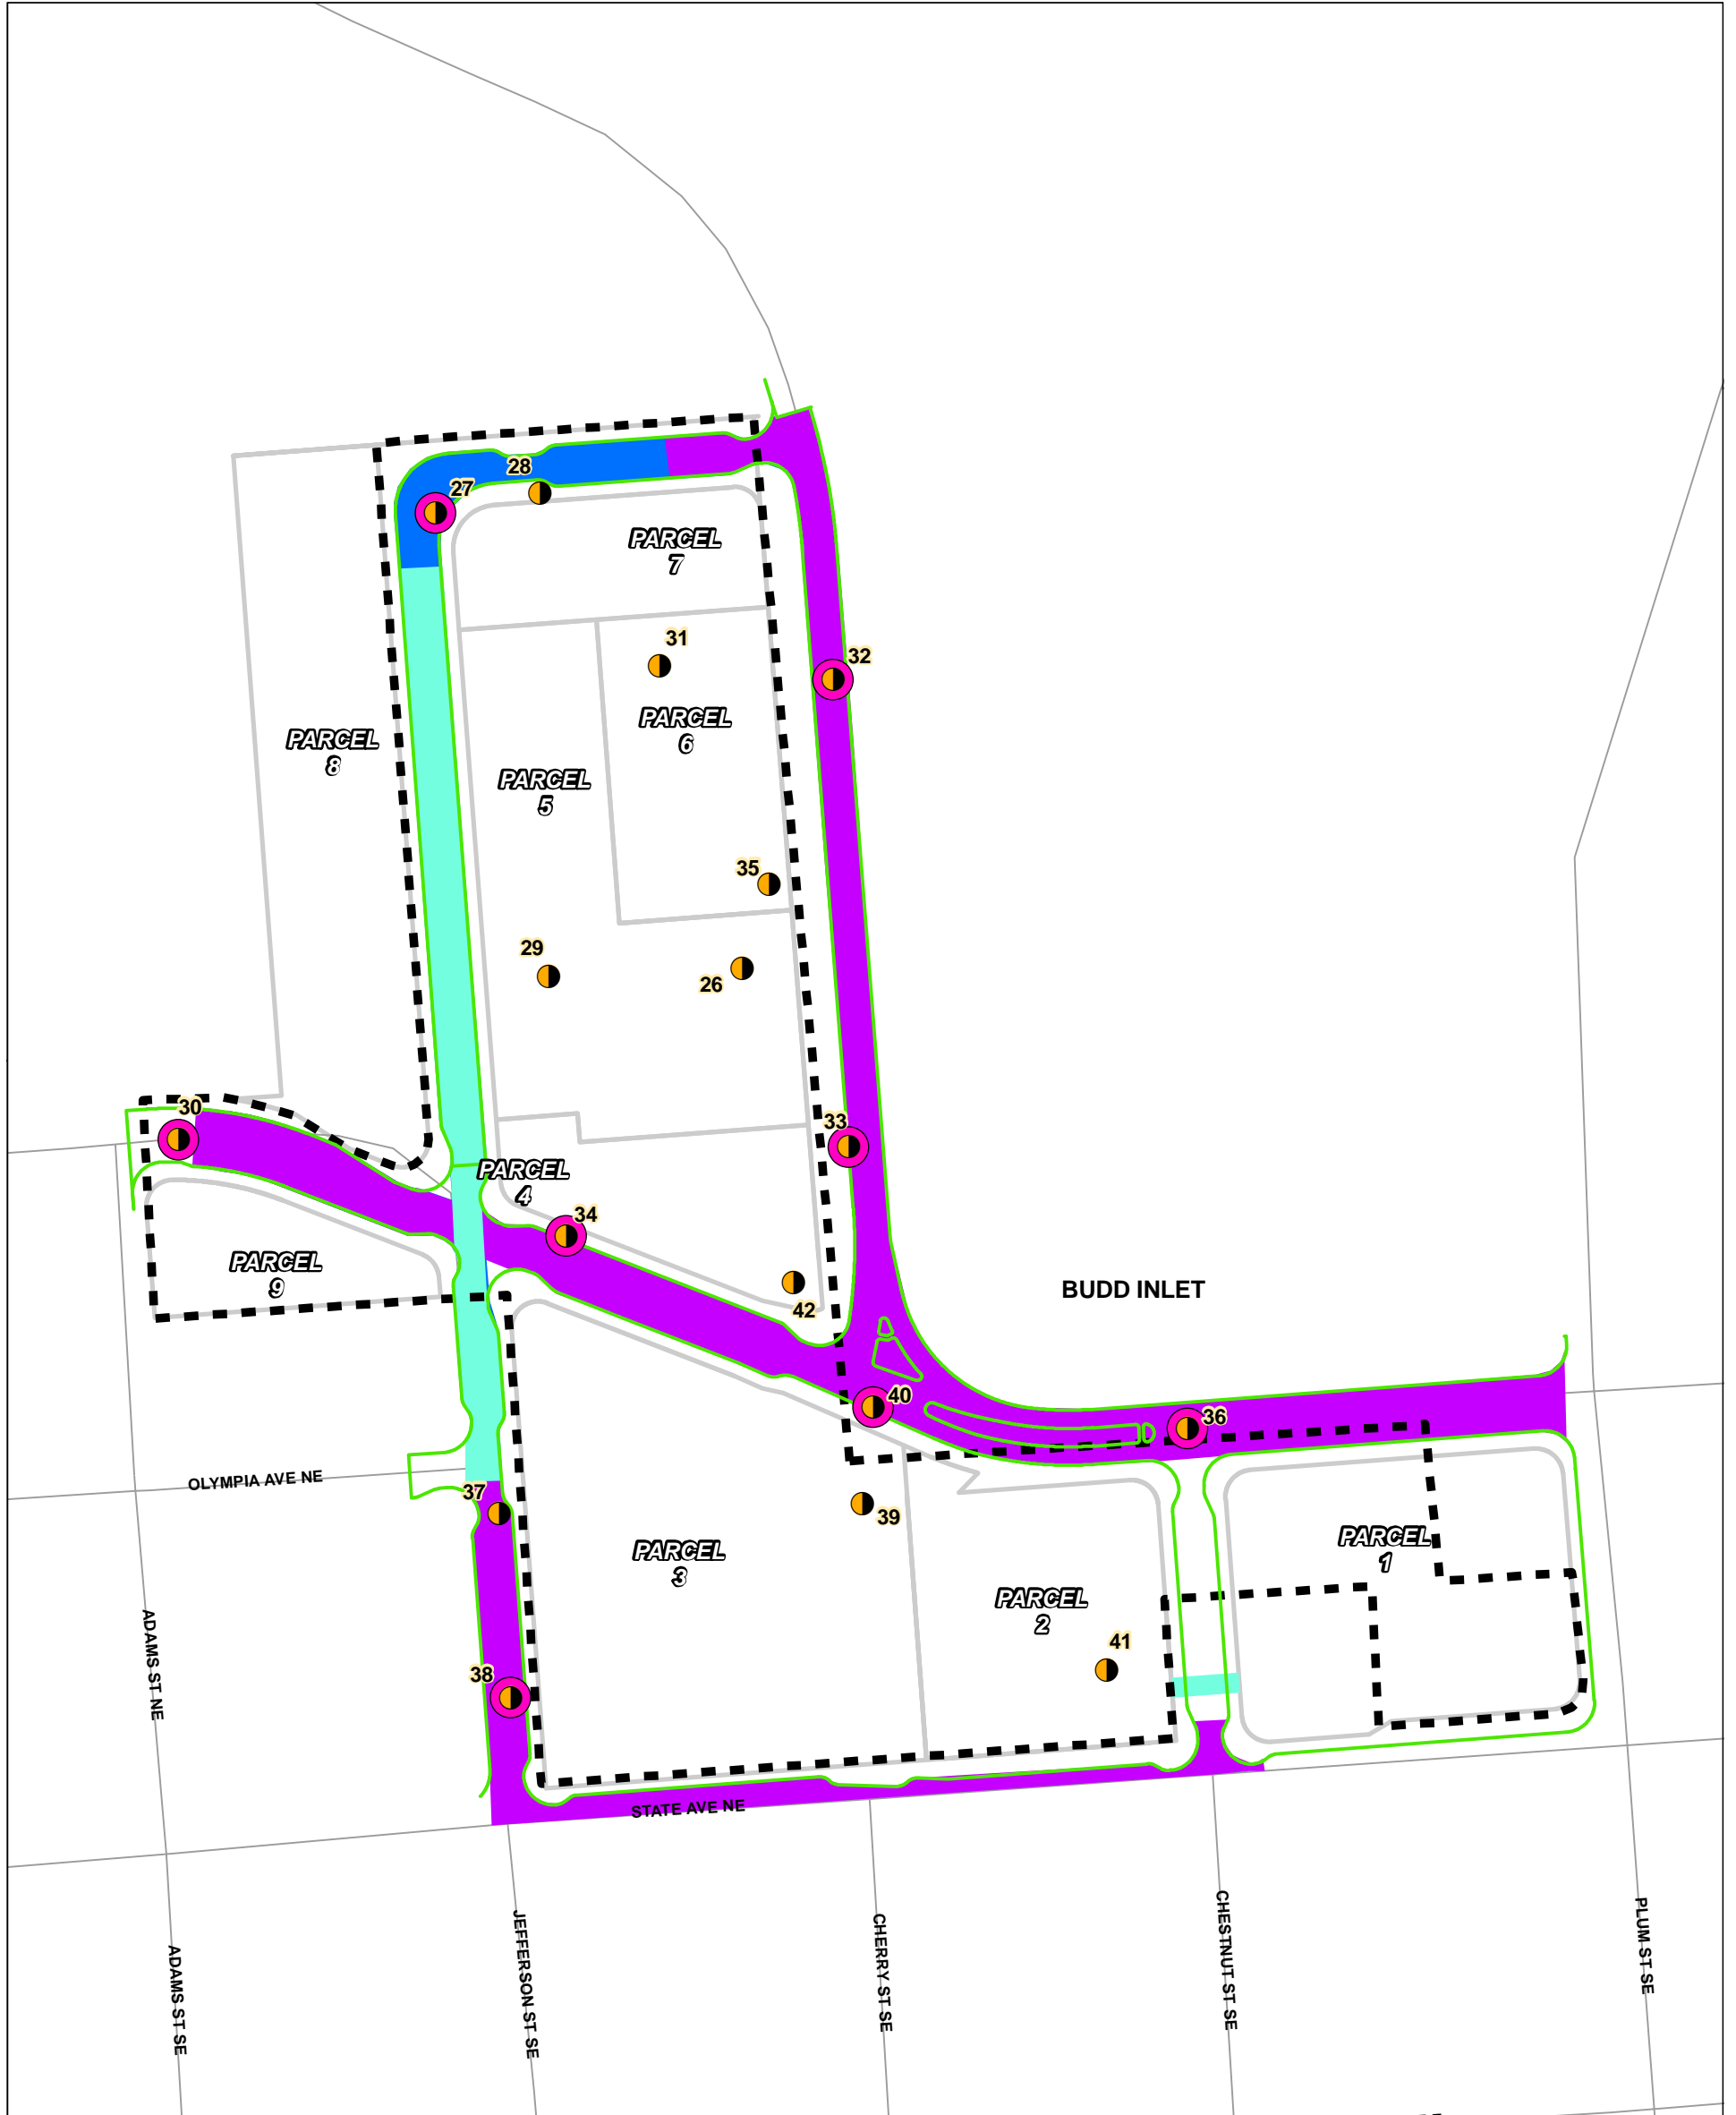 28
27
PARCEL
7
31
32
PARCEL
6
PARCEL
8
PARCEL
5
35
29
26
30
33
PARCEL
4
34
PARCEL
9
BUDD INLET
42
40
36
OLYMPIA AVE NE
37
39
PARCEL
3
PARCEL
1
PARCEL
2
41
ADAMS ST NE
38
STATE AVE NE
ADAMS ST SE
JEFFERSON ST SE
CHERRY ST SE
CHESTNUT ST SE
PLUM ST SE